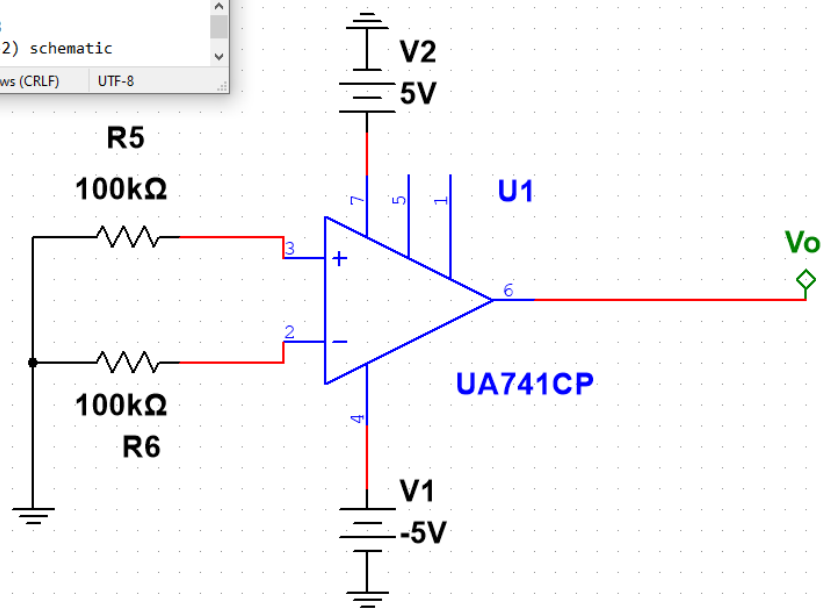 2) schematic
ws (CRLF) UTF-8
V2
5V
R5
100kΩ
7
5
1
U1
3
+
Vo
6
2
−
UA741CP
100kΩ
R6
4
V1
-5V